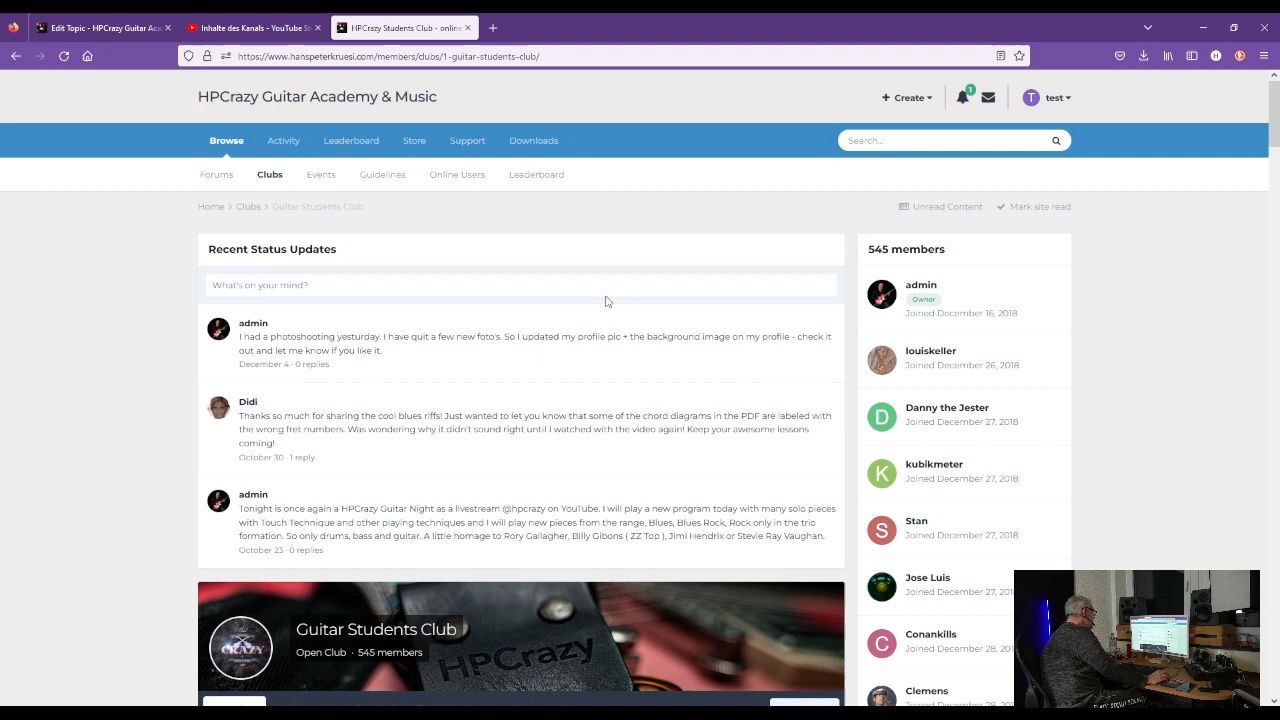 Edit Topic - HPCrazy Guitar Aca
Inhalte des Kanals - YouTube St
HPCrazy Students Club - online
https://www.hanspeterkruesi.com/members/clubs/1-guitar-students-club/
HPCrazy Guitar Academy & Music
Create
1
T test
Browse Activity Leaderboard Store Support Downloads
Search...
Forums Clubs Events Guidelines Online Users Leaderboard
Home > Clubs > Guitar Students Club
Unread Content Mark site read
Recent Status Updates
What's on your mind?
admin
I had a photoshooting yesturday. I have quit a few new foto's. So I updated my profile pic + the background image on my profile - check it
out and let me know if you like it.
December 4 · 0 replies
Didi
Thanks so much for sharing the cool blues riffs! Just wanted to let you know that some of the chord diagrams in the PDF are labeled with
the wrong fret numbers. Was wondering why it didn't sound right until I watched with the video again! Keep your awesome lessons
coming!
October 30 · 1 reply
admin
Tonight is once again a HPCrazy Guitar Night as a livestream @hpcrazy on YouTube. I will play a new program today with many solo pieces
with Touch Technique and other playing techniques and I will play new pieces from the range, Blues, Blues Rock, Rock only in the trio
formation. So only drums, bass and guitar. A little homage to Rory Gallagher, Billy Gibons ( ZZ Top ), Jimi Hendrix or Stevie Ray Vaughan.
October 23 · 0 replies
CRAZY
Guitar Students Club
Open Club · 545 members
HPCrazy
545 members
admin
Owner
Joined December 16, 2018
louiskeller
Joined December 26, 2018
D
Danny the Jester
Joined December 27, 2018
K
kubikmeter
Joined December 27, 2018
S
Stan
Joined December 27, 2018
Jose Luis
Joined December 27, 201
C
Conankills
Joined December 28, 201
Clemens